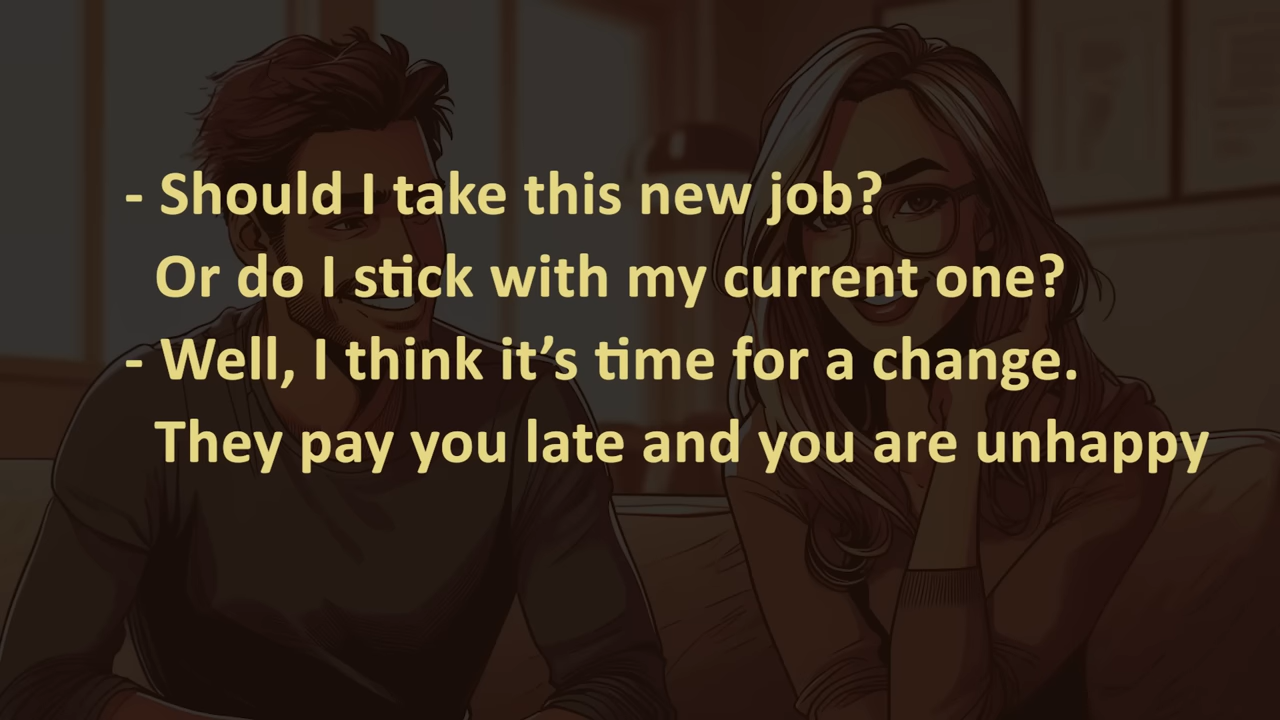 - Should I take this new job?
Or do I stick with my current one?
- Well, I think it’s time for a change.
They pay you late and you are unhappy